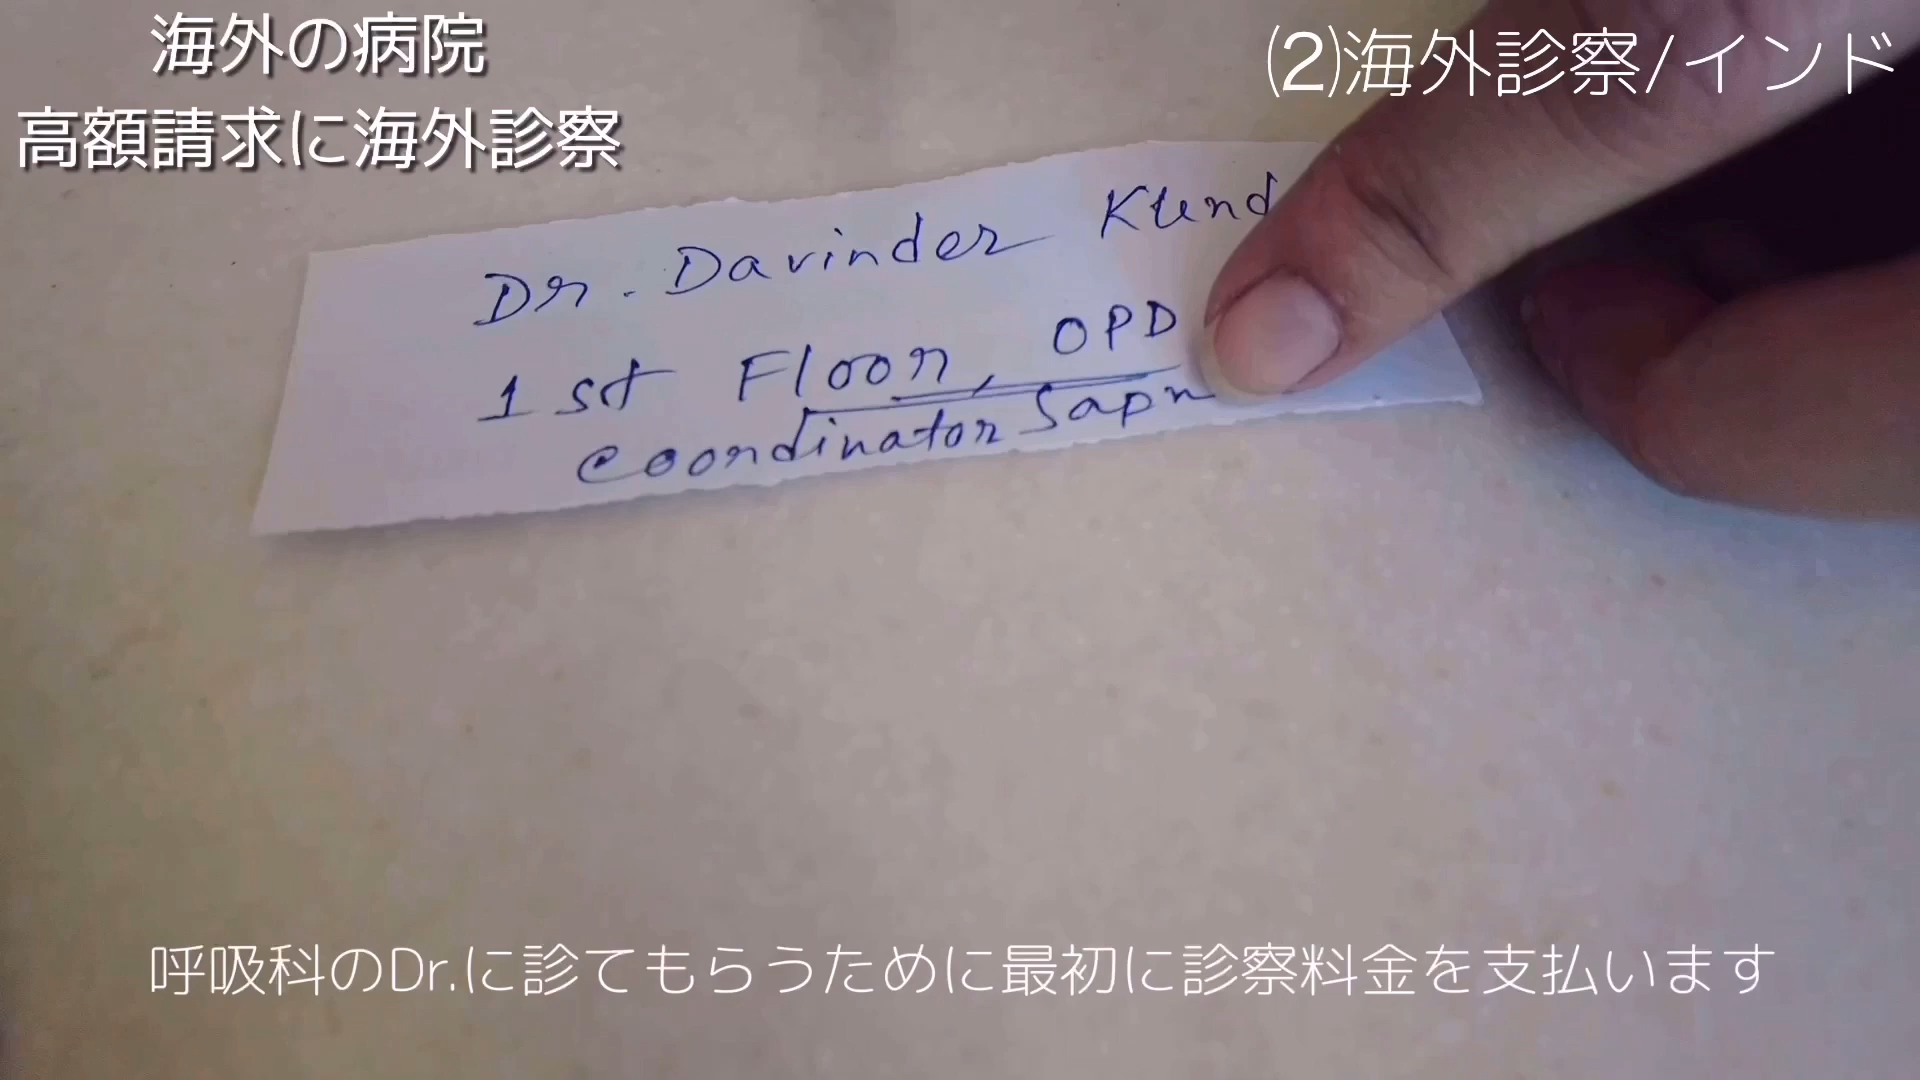 海外の病院
高額請求に海外診察
⑵海外診察/インド
Dr. Davinder
1st Floor, OPD
Coordinator
呼吸科のDr.に診てもらうために最初に診察料金を支払います